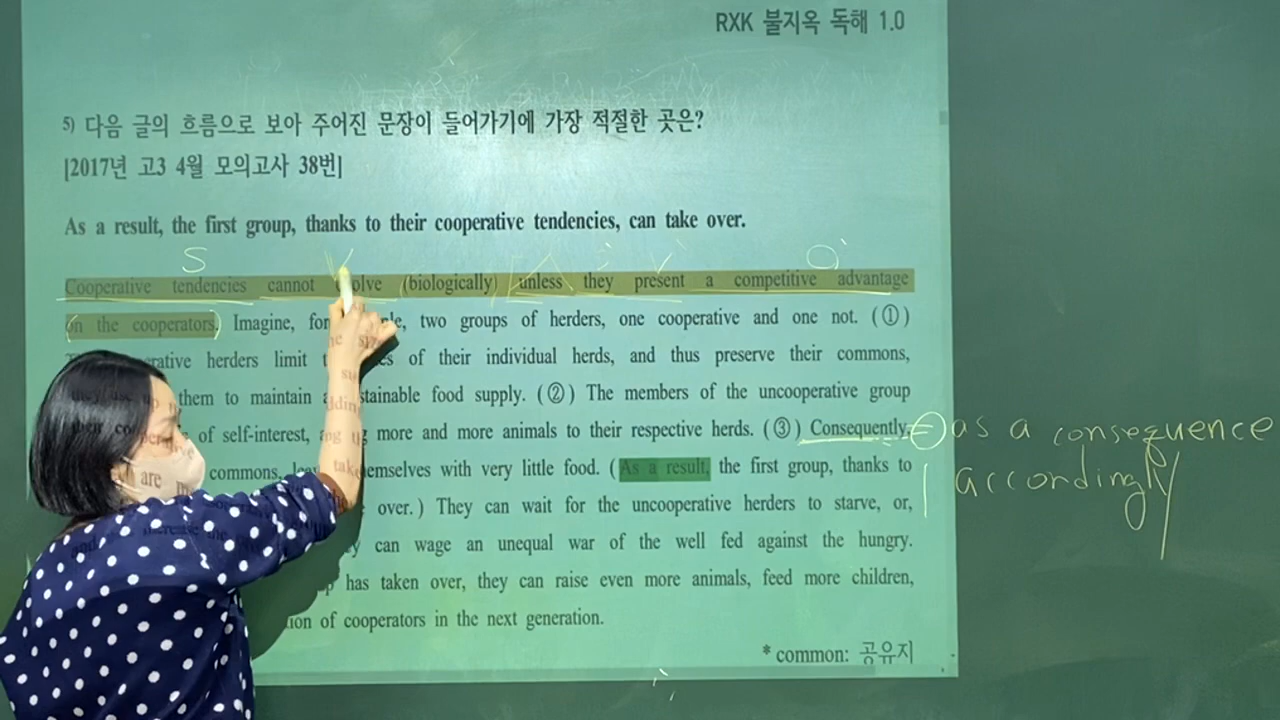 RXK 불지옥 독해 1.0
5) 다음 글의 흐름으로 보아 주어진 문장이 들어가기에 가장 적절한 곳은?
[2017년 고3 4월 모의고사 38번]
As a result, the first group, thanks to their cooperative tendencies, can take over.
S V S' V' O'
Cooperative tendencies cannot olve (biologically) unless they present a competitive advantage
on the cooperators. Imagine, for two groups of herders, one cooperative and one not. (①)
herders limit of their individual herds, and thus preserve their commons,
them to maintain stainable food supply. (②) The members of the uncooperative group
of self-interest, more and more animals to their respective herds. (③) Consequently, = as a consequence
commons, emselves with very little food. (As a result, the first group, thanks to accordingly
over.) They can wait for the uncooperative herders to starve, or,
can wage an unequal war of the well fed against the hungry.
has taken over, they can raise even more animals, feed more children,
ion of cooperators in the next generation.
* common: 공유지